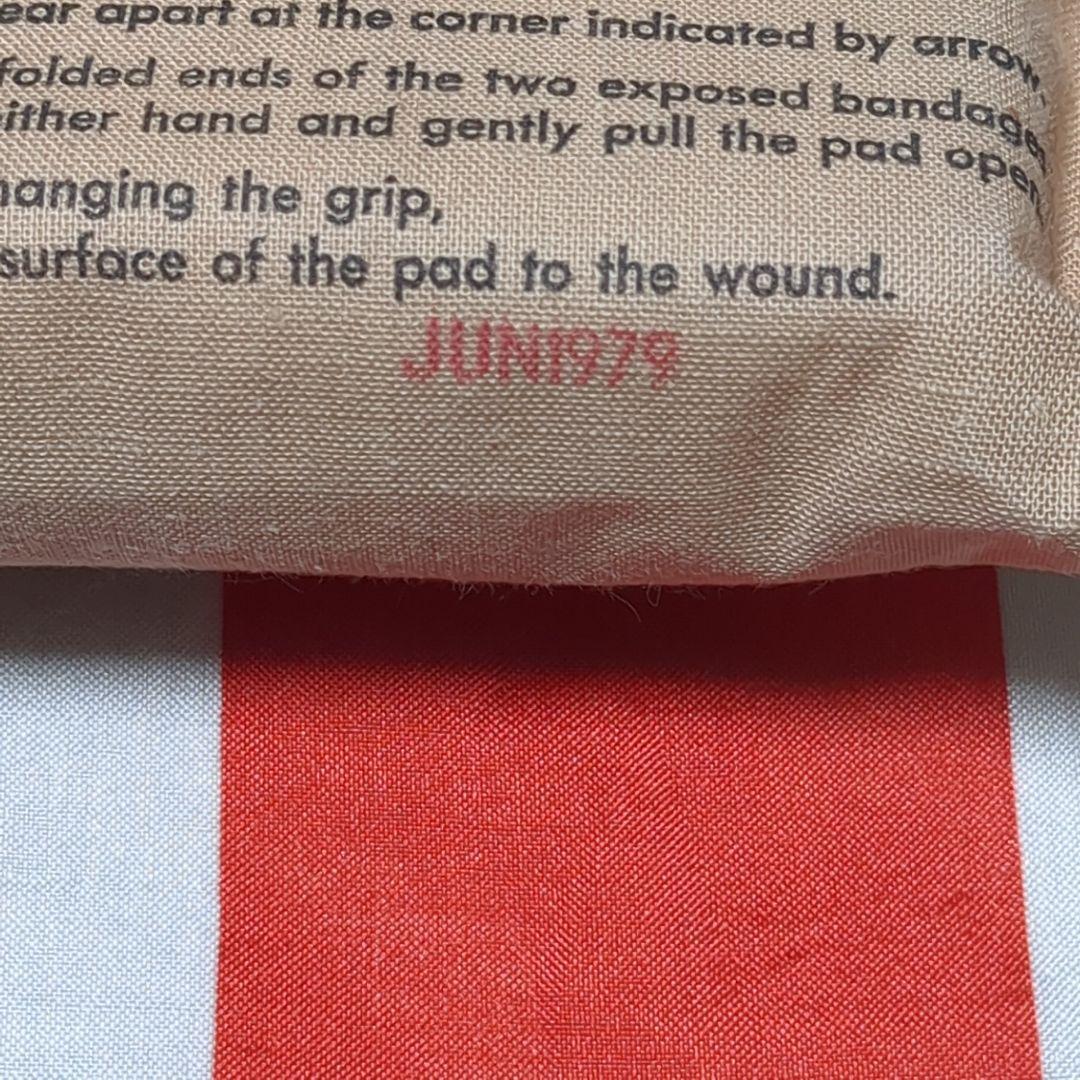 ear apart at the corner indicated by arrow,
folded ends of the two exposed bandages
ither hand and gently pull the pad open
hanging the grip,
surface of the pad to the wound.
JUN1979